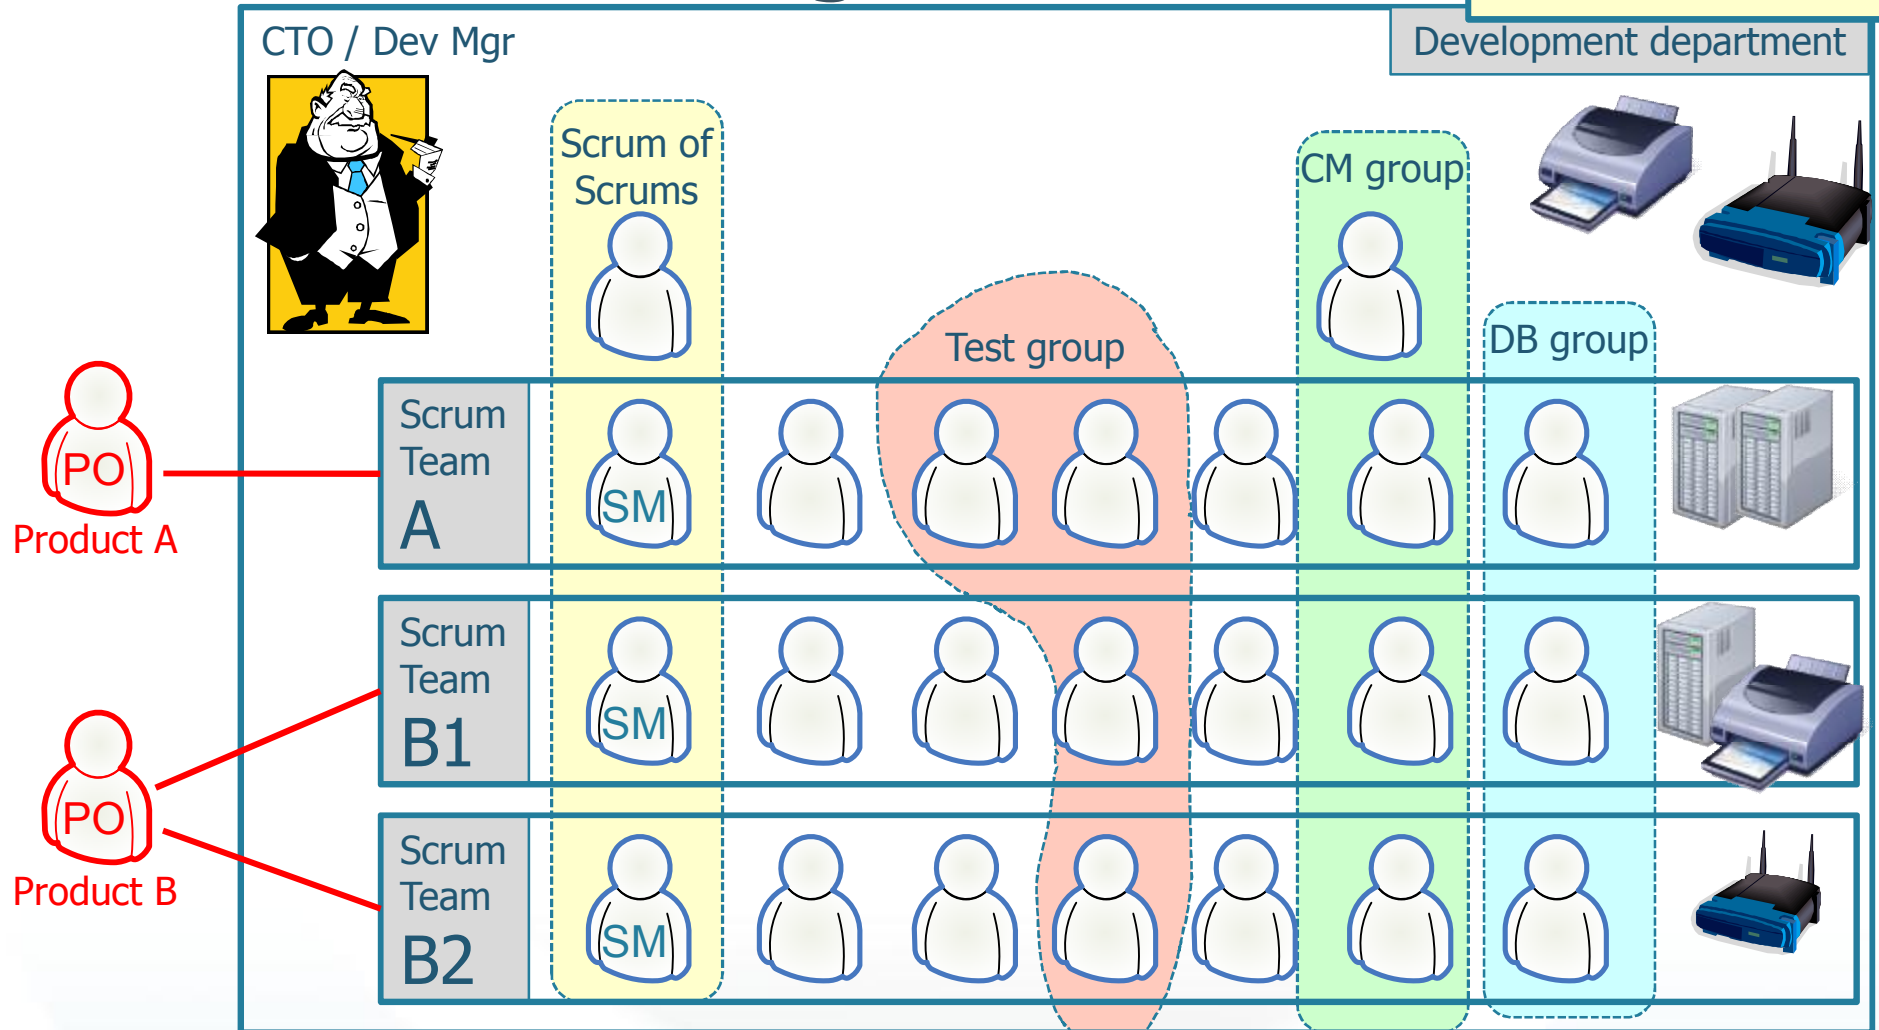 CTO / Dev Mgr
Development department
Scrum of
Scrums
CM group
Test group
DB group
PO
Product A
Scrum
Team
A
SM
Scrum
Team
B1
SM
PO
Product B
Scrum
Team
B2
SM